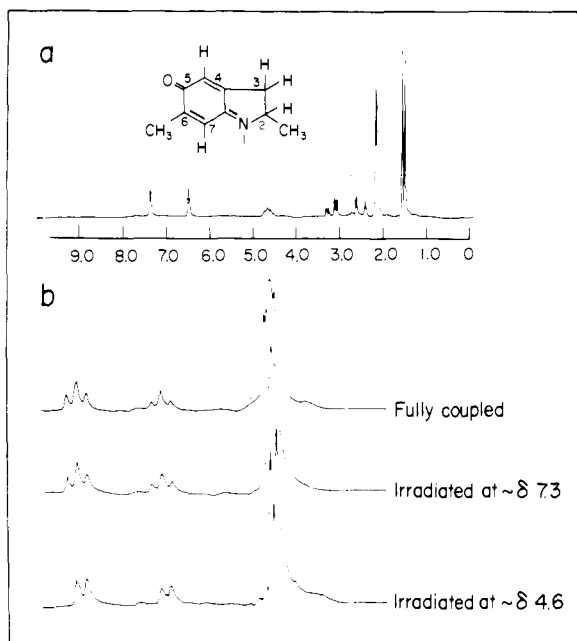 a
H
O
5
4
3
H
H
6
7
N
2
H
CH₃
CH₃
H
9.0 8.0 7.0 6.0 5.0 4.0 3.0 2.0 1.0 0
b
Fully coupled
Irradiated at ~δ 7.3
Irradiated at ~δ 4.6